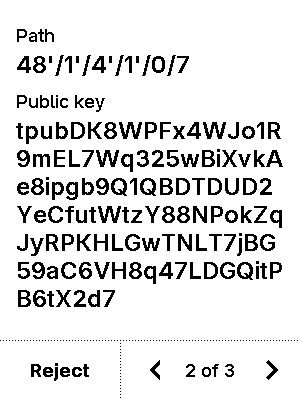 Path
48'/1'/4'/1'/0/7
Public key
tpubDK8WPFx4WJo1R
9mEL7Wq325wBiXvkA
e8ipgb9Q1QBDTDUD2
YeCfutWtzY88NPokZq
JyRPKHLGwTNLT7jBG
59aC6VH8q47LDGQitP
B6tX2d7
Reject
2 of 3